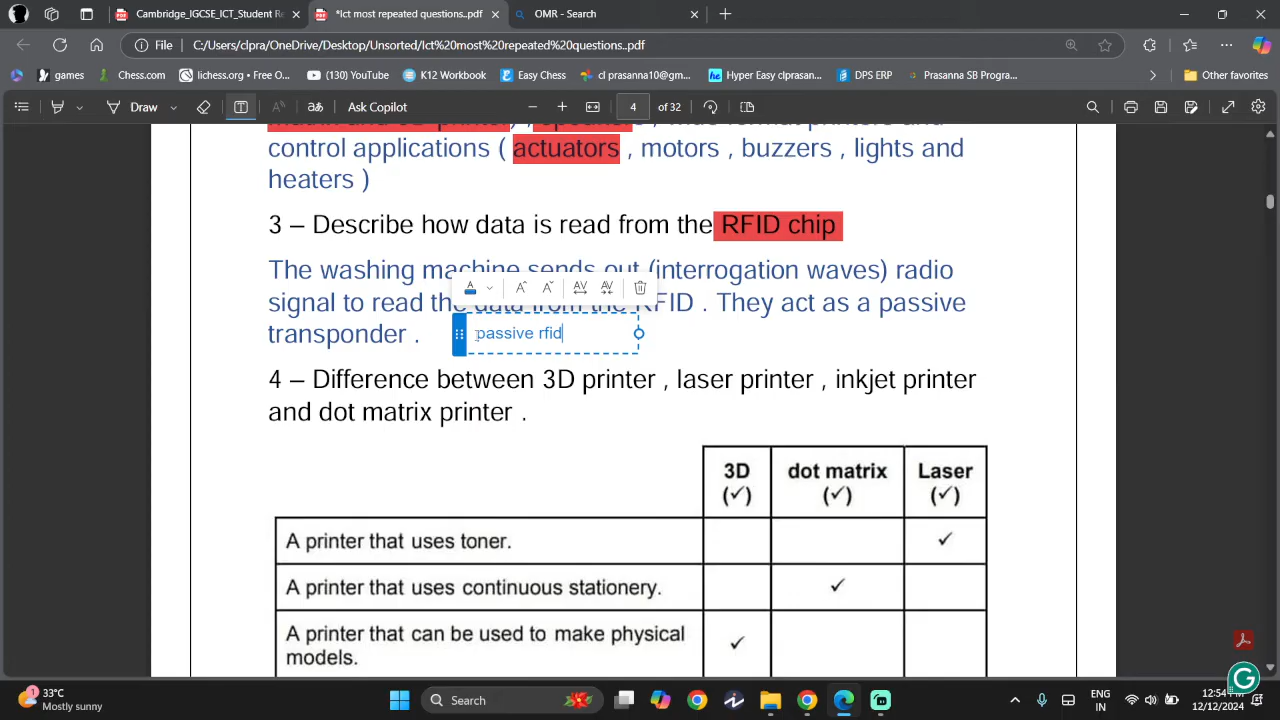 Cambridge_IGCSE_ICT_Student Re
*Ict most repeated questions..pdf
OMR - Search
File
C:/Users/clpra/OneDrive/Desktop/Unsorted/Ict%20most%20repeated%20questions..pdf
games
Chess.com
lichess.org • Free O...
(130) YouTube
K12 Workbook
Easy Chess
cl prasanna10@gm...
Hyper Easy clprasan...
DPS ERP
Prasanna SB Progra...
Other favorites
Draw
Ask Copilot
4 of 32
control applications ( actuators , motors , buzzers , lights and
heaters )
3 – Describe how data is read from the RFID chip
The washing machine sends out (interrogation waves) radio
signal to read the data from the RFID . They act as a passive
transponder .
passive rfid
4 – Difference between 3D printer , laser printer , inkjet printer
and dot matrix printer .
3D (✓)
dot matrix (✓)
Laser (✓)
A printer that uses toner. ✓
A printer that uses continuous stationery. ✓
A printer that can be used to make physical
models. ✓
1
33°C
Mostly sunny
Search
ENG
IN
12:54
12/12/2024